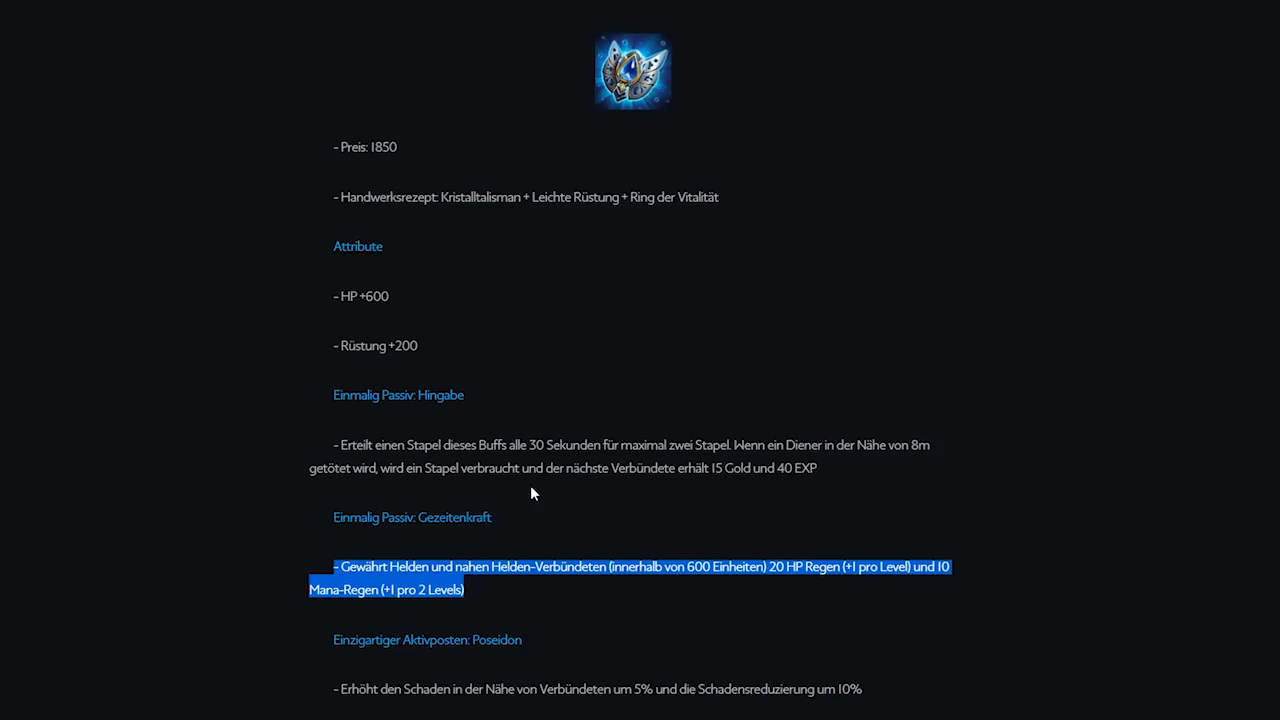 - Preis: 1850
- Handwerksrezept: Kristalltalisman + Leichte Rüstung + Ring der Vitalität
Attribute
- HP +600
- Rüstung +200
Einmalig Passiv: Hingabe
- Erteilt einen Stapel dieses Buffs alle 30 Sekunden für maximal zwei Stapel. Wenn ein Diener in der Nähe von 8m
getötet wird, wird ein Stapel verbraucht und der nächste Verbündete erhält 15 Gold und 40 EXP
Einmalig Passiv: Gezeitenkraft
- Gewährt Helden und nahen Helden-Verbündeten (innerhalb von 600 Einheiten) 20 HP Regen (+1 pro Level) und 10
Mana-Regen (+1 pro 2 Levels)
Einzigartiger Aktivposten: Poseidon
- Erhöht den Schaden in der Nähe von Verbündeten um 5% und die Schadensreduzierung um 10%